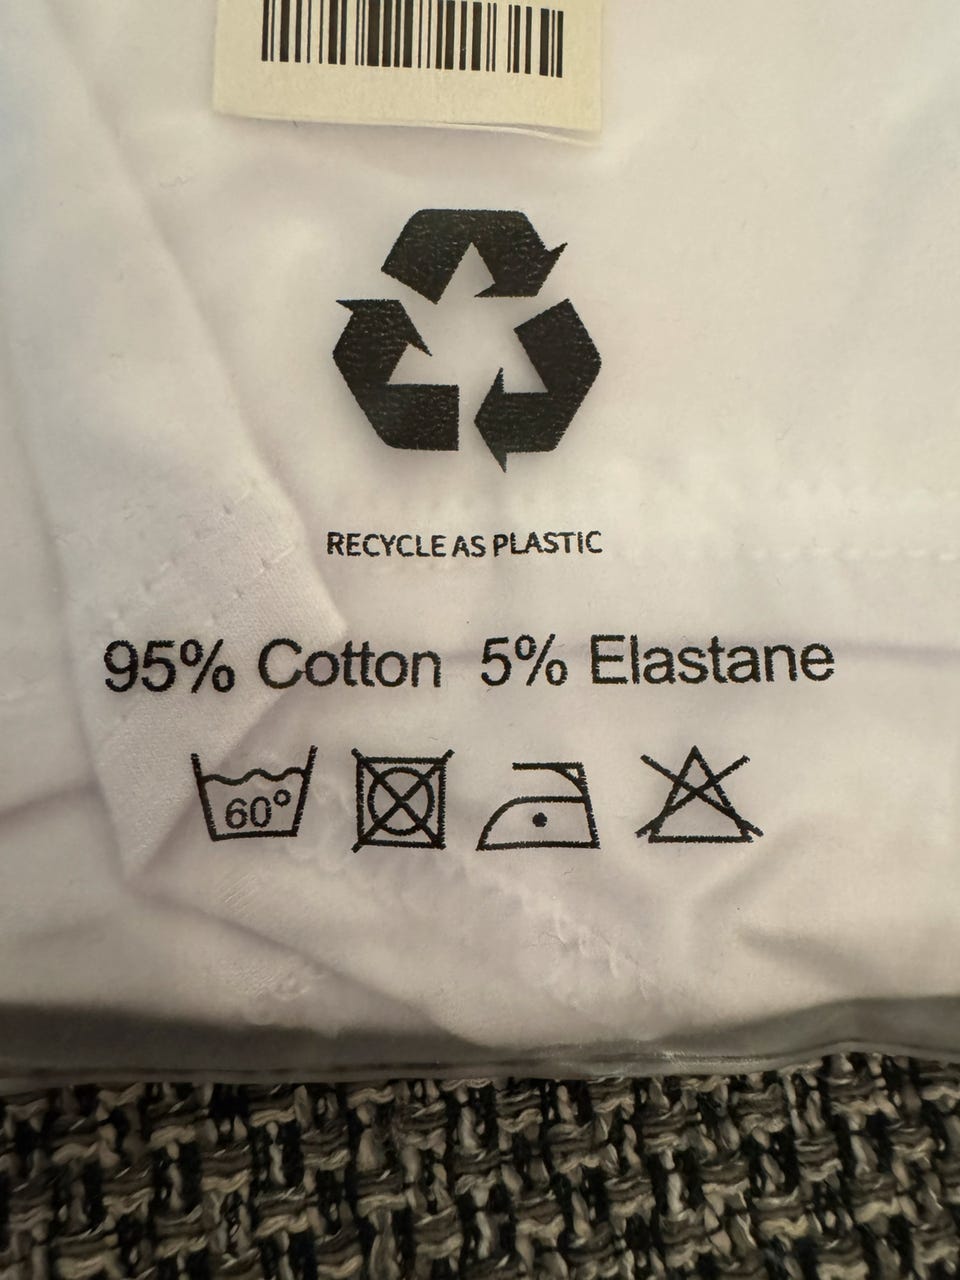 RECYCLE AS PLASTIC
95% Cotton 5% Elastane
60°